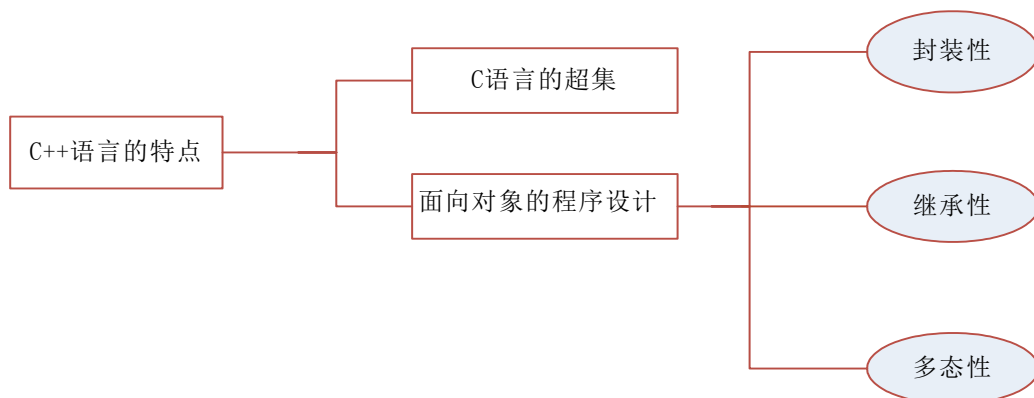 封装性
C语言的超集
C++语言的特点
面向对象的程序设计
继承性
多态性